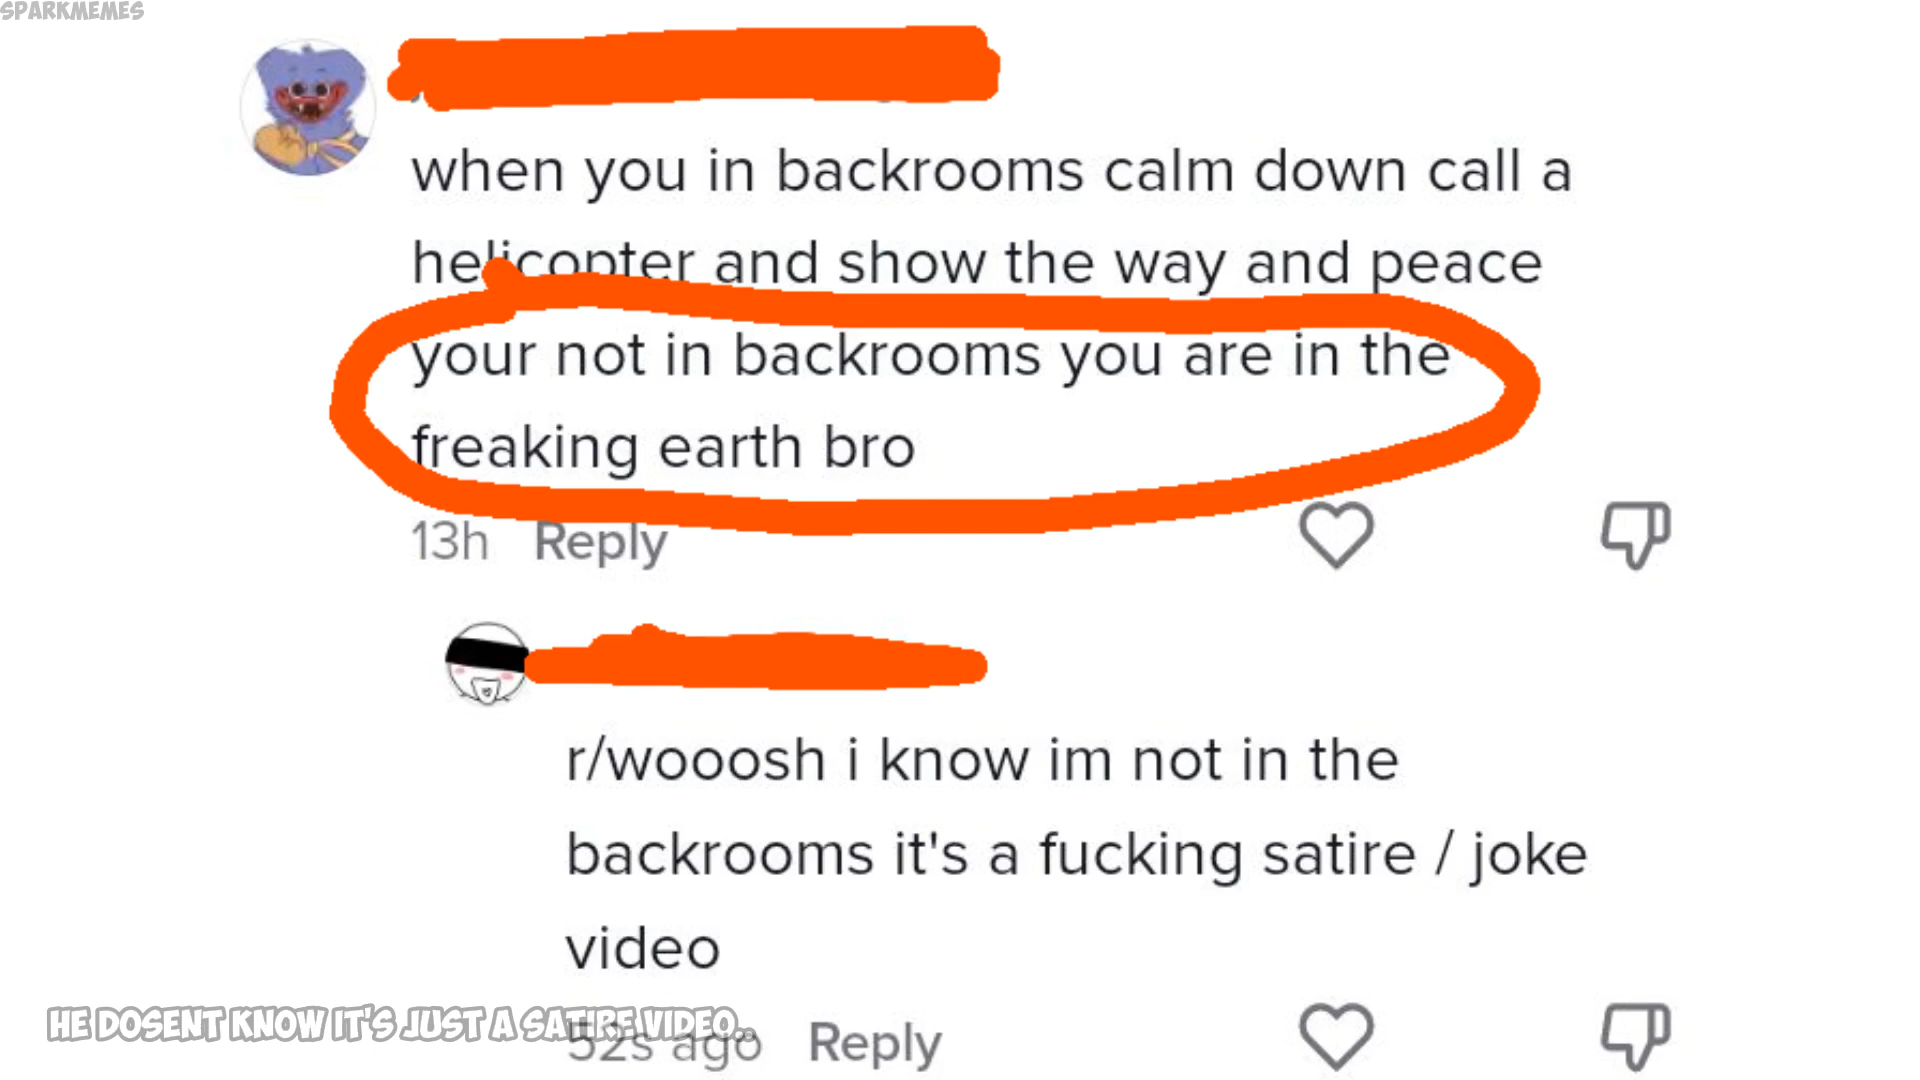 SPARKMEMES
when you in backrooms calm down call a
helicopter and show the way and peace
your not in backrooms you are in the
freaking earth bro
13h Reply
r/wooosh i know im not in the
backrooms it's a fucking satire / joke
video
52s ago Reply
HE DOSENT KNOW IT'S JUST A SATIRE VIDEO..